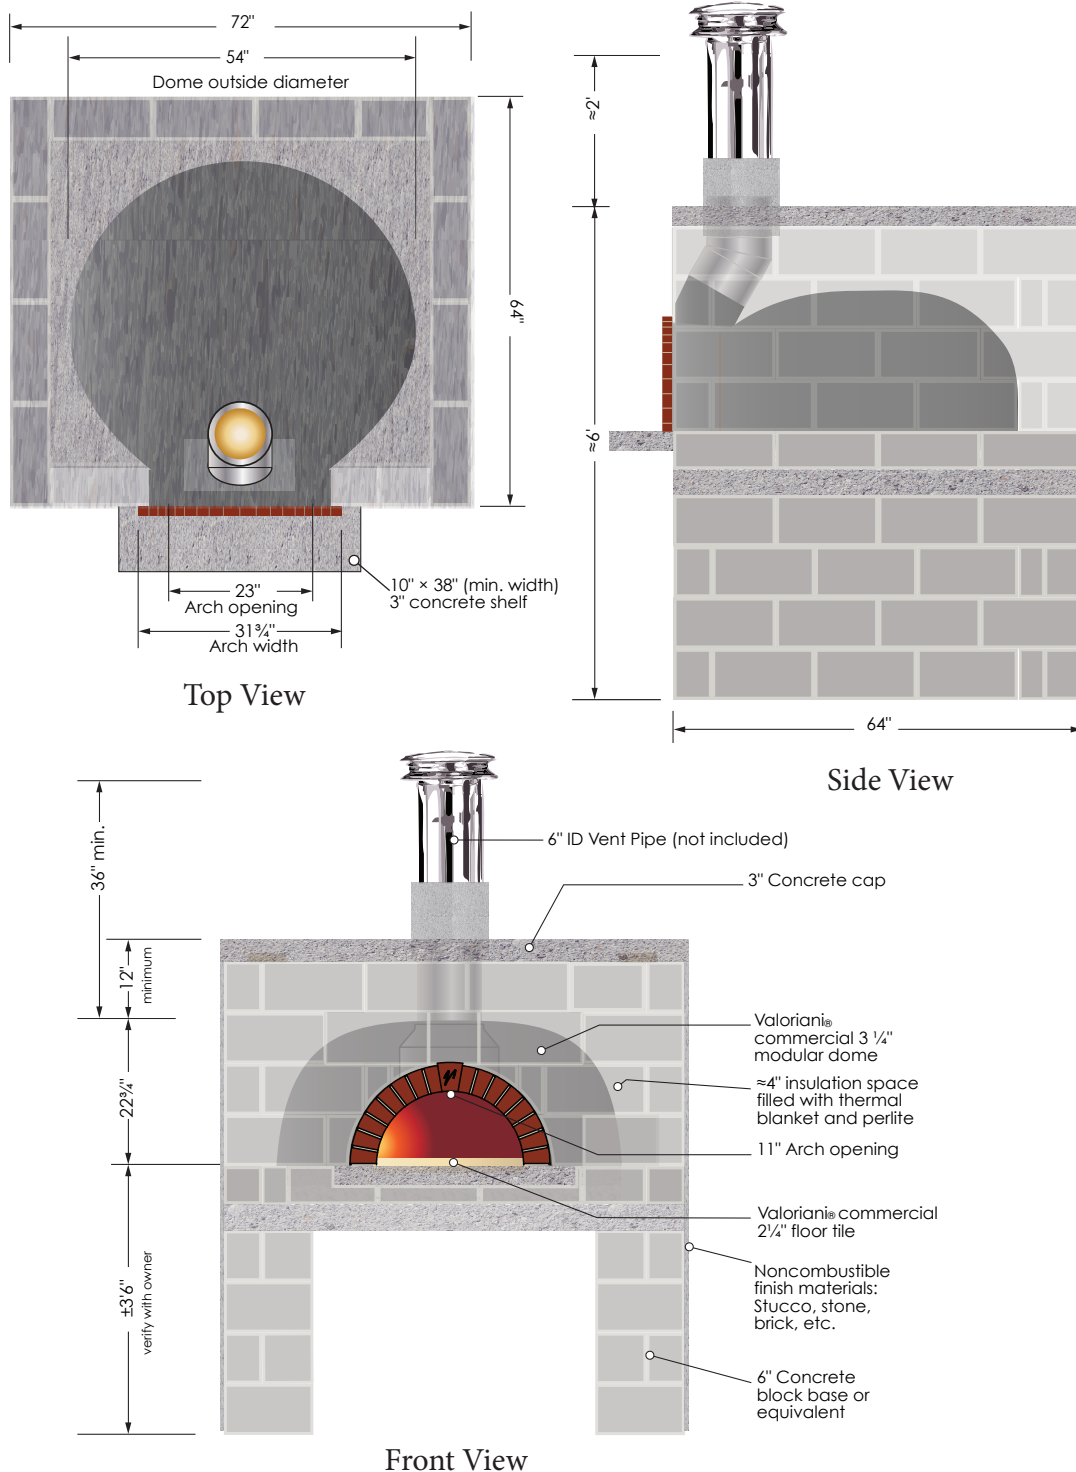 72"
54"
Dome outside diameter
64"
10" × 38" (min. width)
3" concrete shelf
23"
Arch opening
31¾"
Arch width
Top View
≈2'
≈6'
64"
Side View
36" min.
12"
minimum
22¾"
±3'6"
verify with owner
6" ID Vent Pipe (not included)
3" Concrete cap
Valoriani®
commercial 3 ¼"
modular dome
≈4" insulation space
filled with thermal
blanket and perlite
11" Arch opening
Valoriani® commercial
2¼" floor tile
Noncombustible
finish materials:
Stucco, stone,
brick, etc.
6" Concrete
block base or
equivalent
Front View